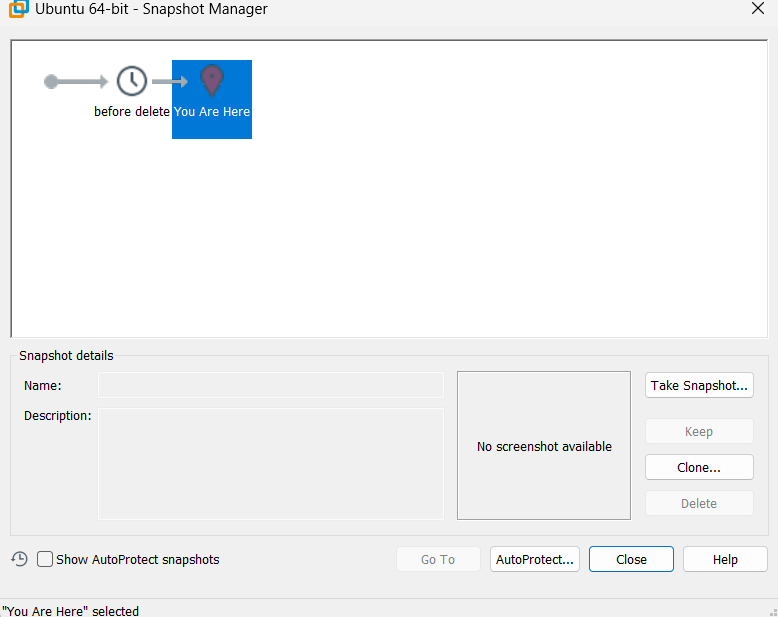 Ubuntu 64-bit - Snapshot Manager
before delete
You Are Here
Snapshot details
Name:
Description:
No screenshot available
Take Snapshot...
Keep
Clone...
Delete
Show AutoProtect snapshots
Go To
AutoProtect...
Close
Help
"You Are Here" selected